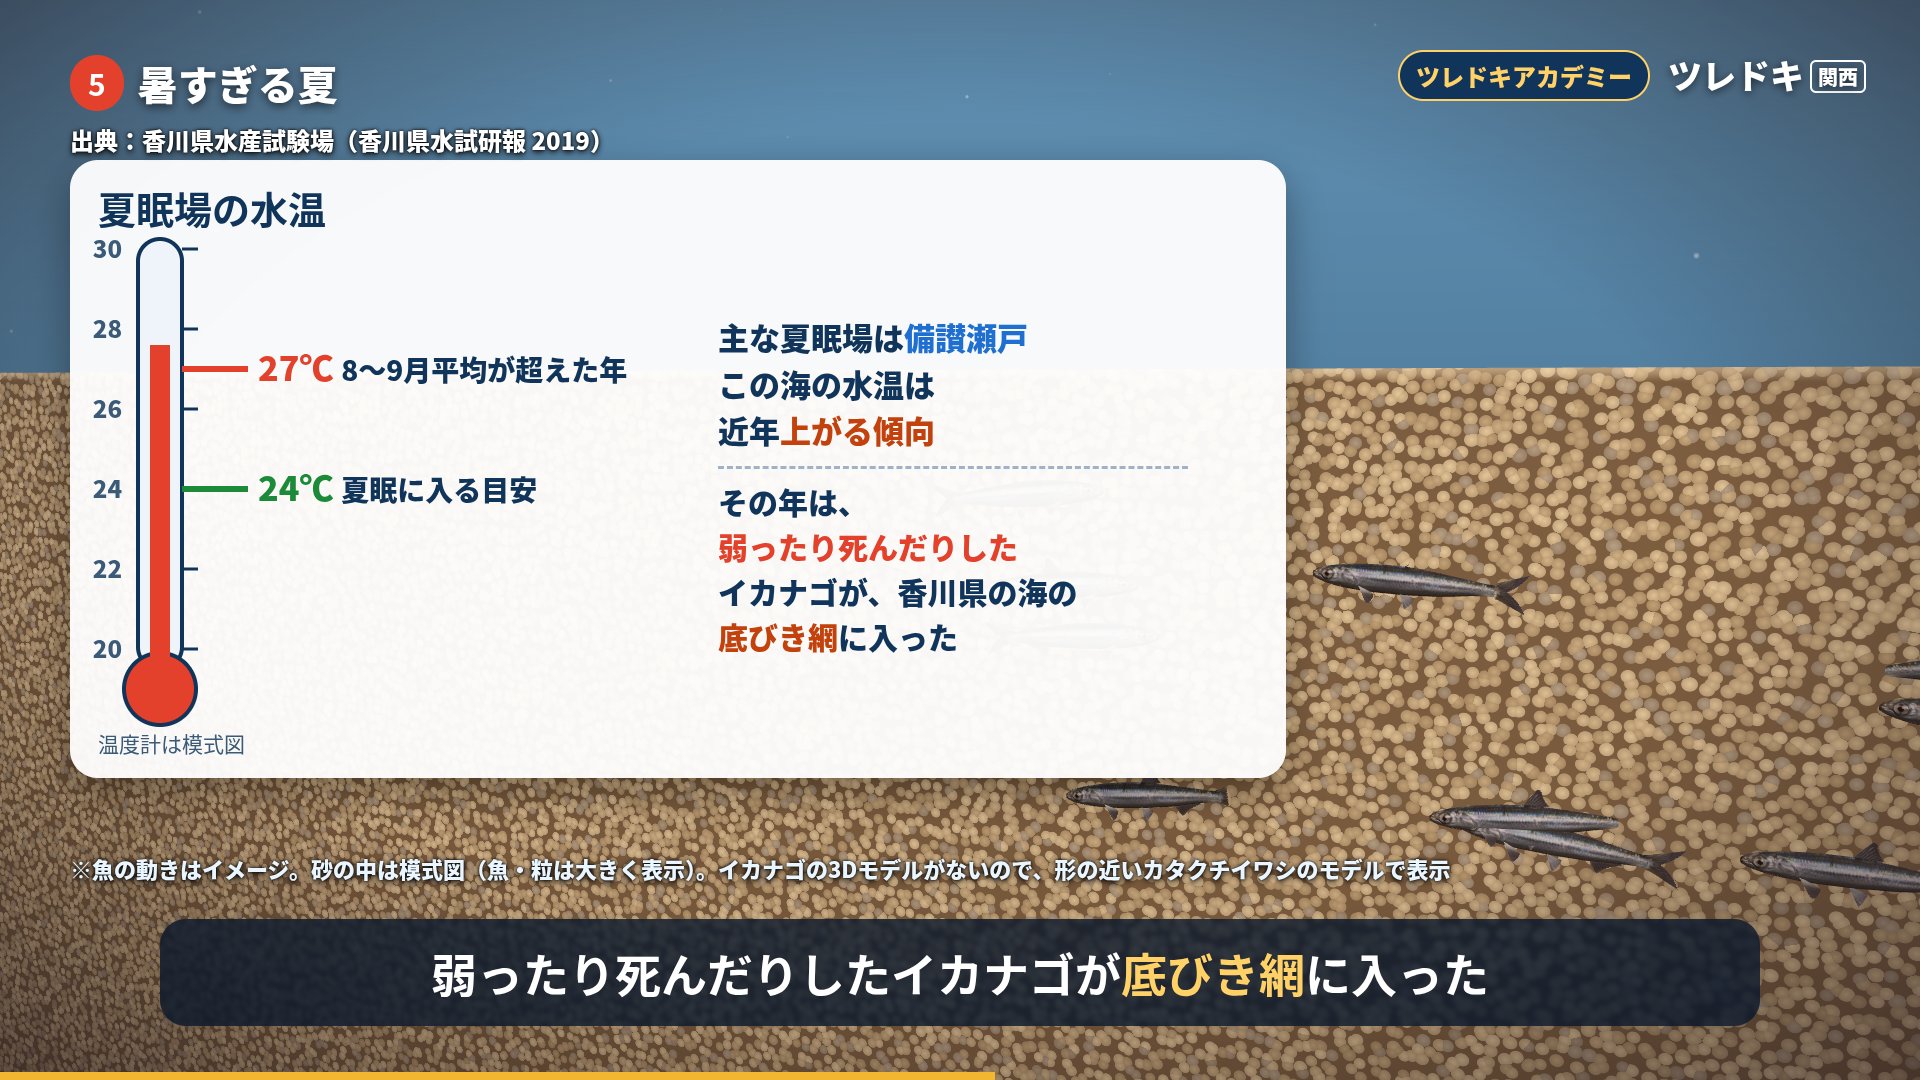 5 暑すぎる夏
ツレドキアカデミー ツレドキ 関西
出典：香川県水産試験場（香川県水試研報 2019）
夏眠場の水温
30
28
27℃ 8〜9月平均が超えた年
26
24
24℃ 夏眠に入る目安
22
20
温度計は模式図
主な夏眠場は備讃瀬戸
この海の水温は
近年上がる傾向
その年は、
弱ったり死んだりした
イカナゴが、香川県の海の
底びき網に入った
※魚の動きはイメージ。砂の中は模式図（魚・粒は大きく表示）。イカナゴの3Dモデルがないので、形の近いカタクチイワシのモデルで表示
弱ったり死んだりしたイカナゴが底びき網に入った